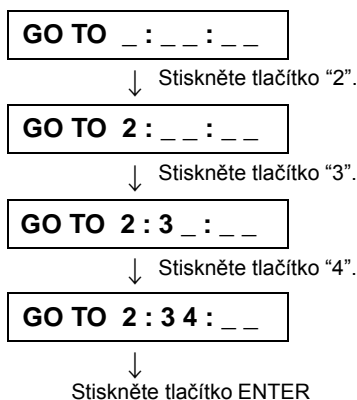 GO TO _ : _ _ : _ _
↓ Stiskněte tlačítko “2”.
GO TO 2 : _ _ : _ _
↓ Stiskněte tlačítko “3”.
GO TO 2 : 3 _ : _ _
↓ Stiskněte tlačítko “4”.
GO TO 2 : 3 4 : _ _
↓
Stiskněte tlačítko ENTER